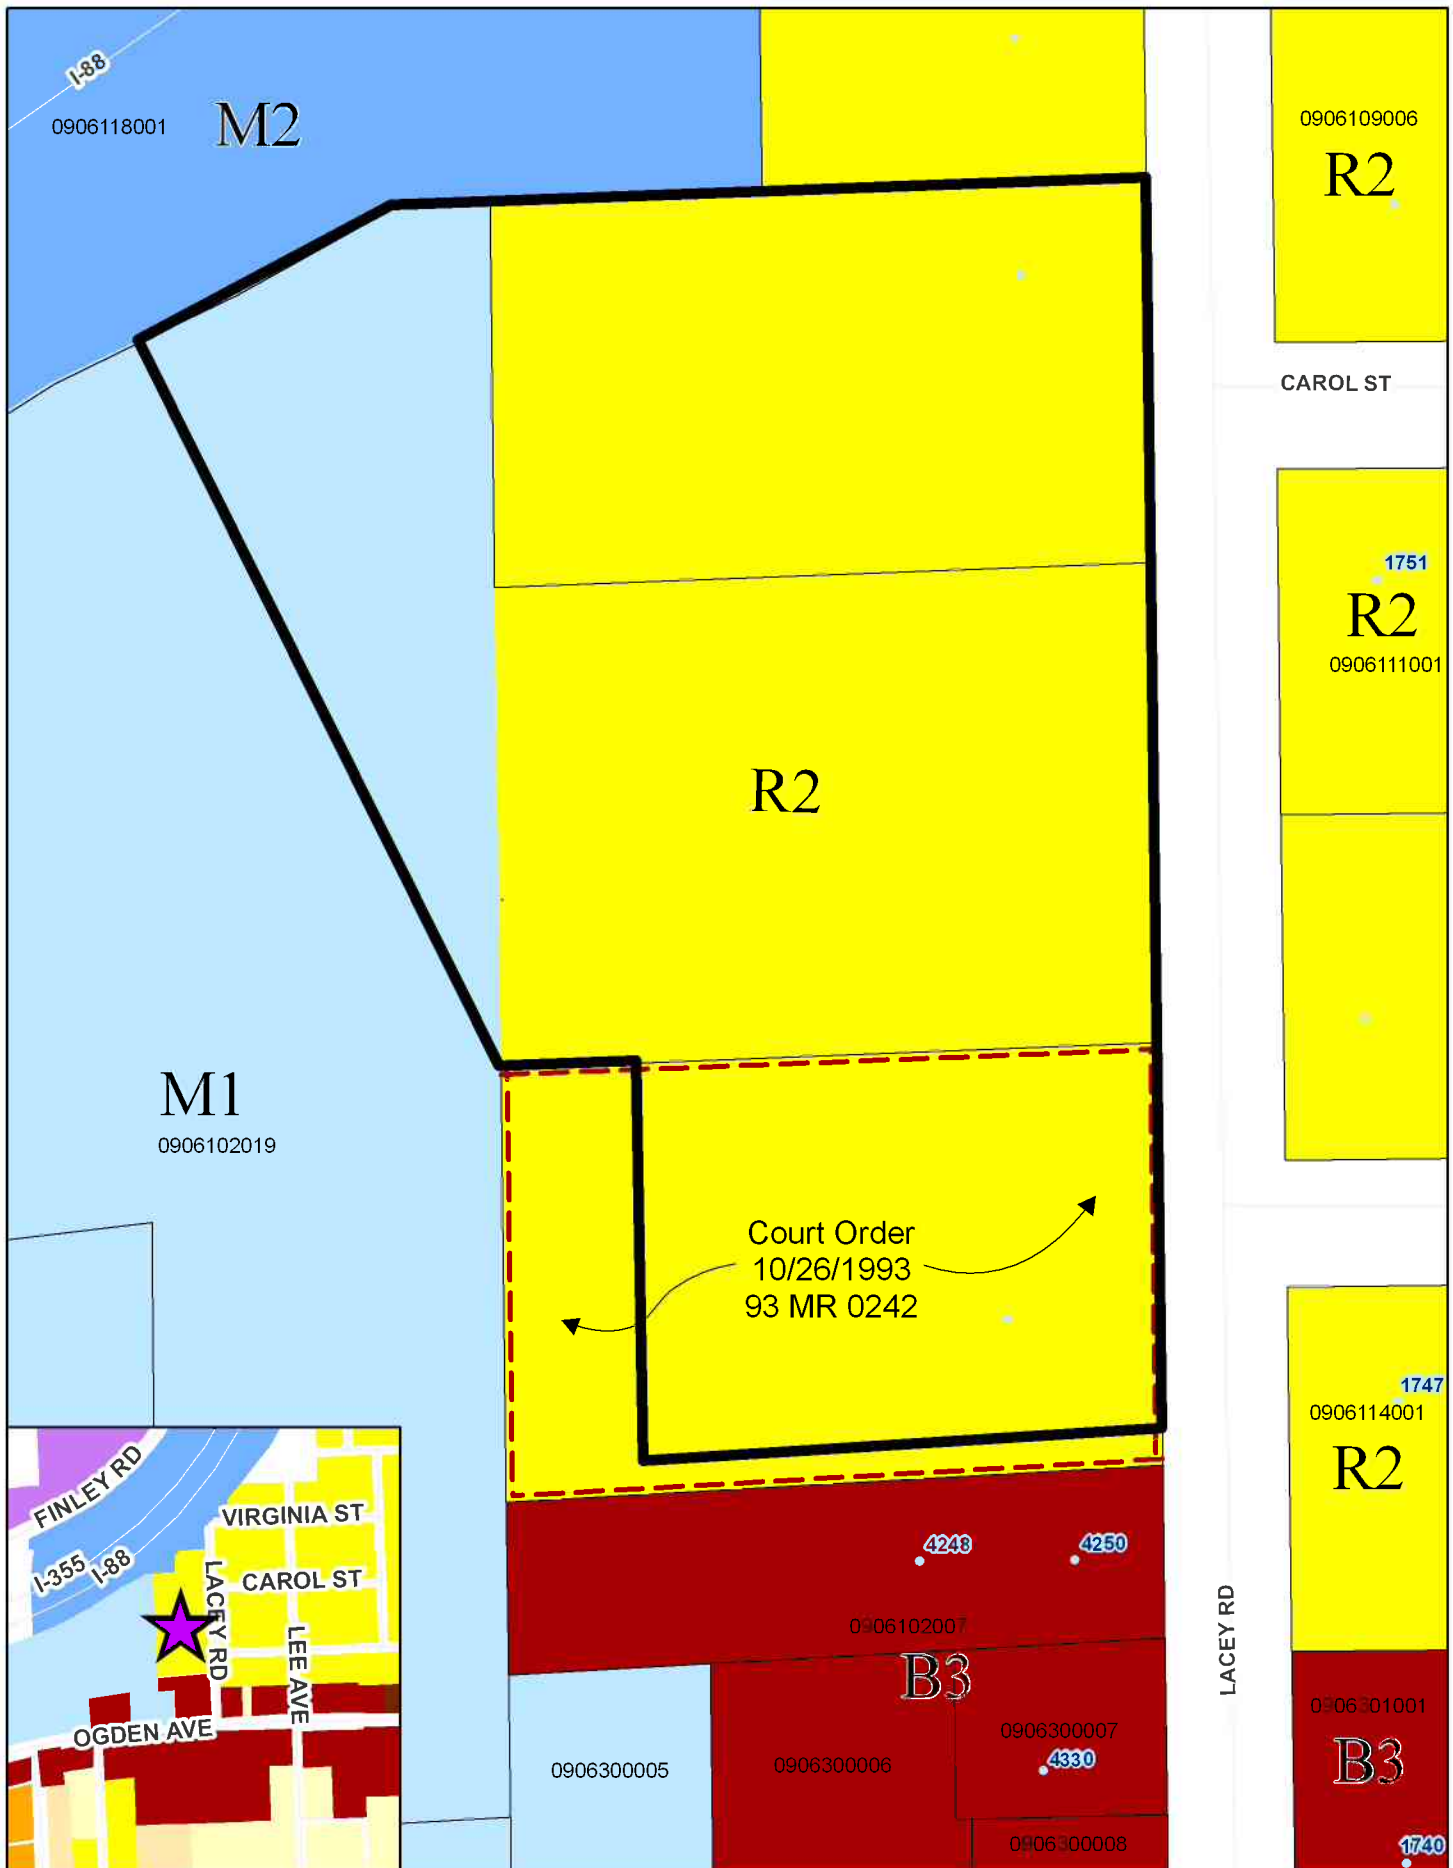 I-88
0906118001
M2
0906109006
R2
CAROL ST
1751
R2
0906111001
R2
M1
0906102019
Court Order
10/26/1993
93 MR 0242
1747
0906114001
R2
FINLEY RD
VIRGINIA ST
I-355
I-88
CAROL ST
LACEY RD
LEE AVE
OGDEN AVE
4248
4250
0906102007
LACEY RD
B3
0906300007
0906301001
0906300005
0906300006
4330
B3
0906300008
1740